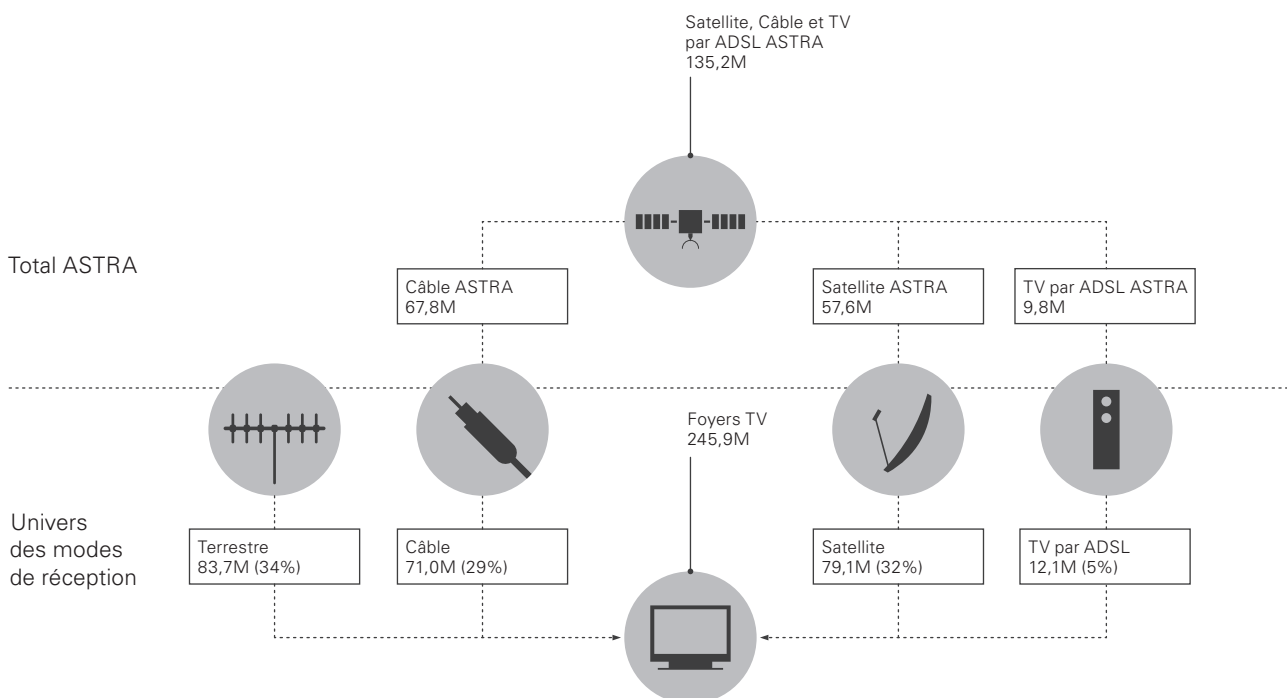 Satellite, Câble et TV
par ADSL ASTRA
135,2M
Total ASTRA
Câble ASTRA
67,8M
Satellite ASTRA
57,6M
TV par ADSL ASTRA
9,8M
Foyers TV
245,9M
Univers
des modes
de réception
Terrestre
83,7M (34%)
Câble
71,0M (29%)
Satellite
79,1M (32%)
TV par ADSL
12,1M (5%)